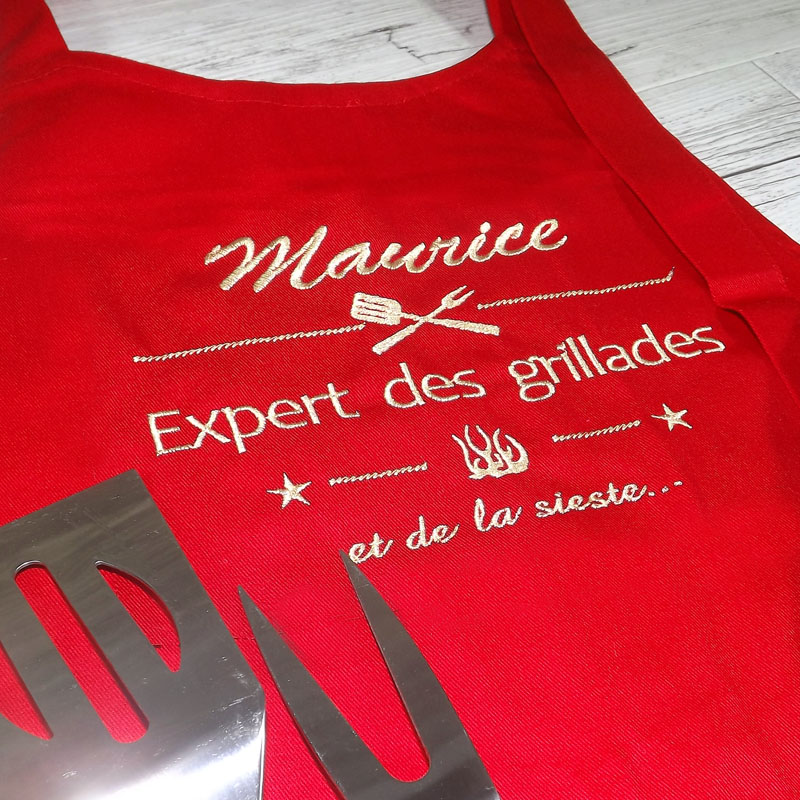 Maurice
Expert des grillades
et de la sieste...